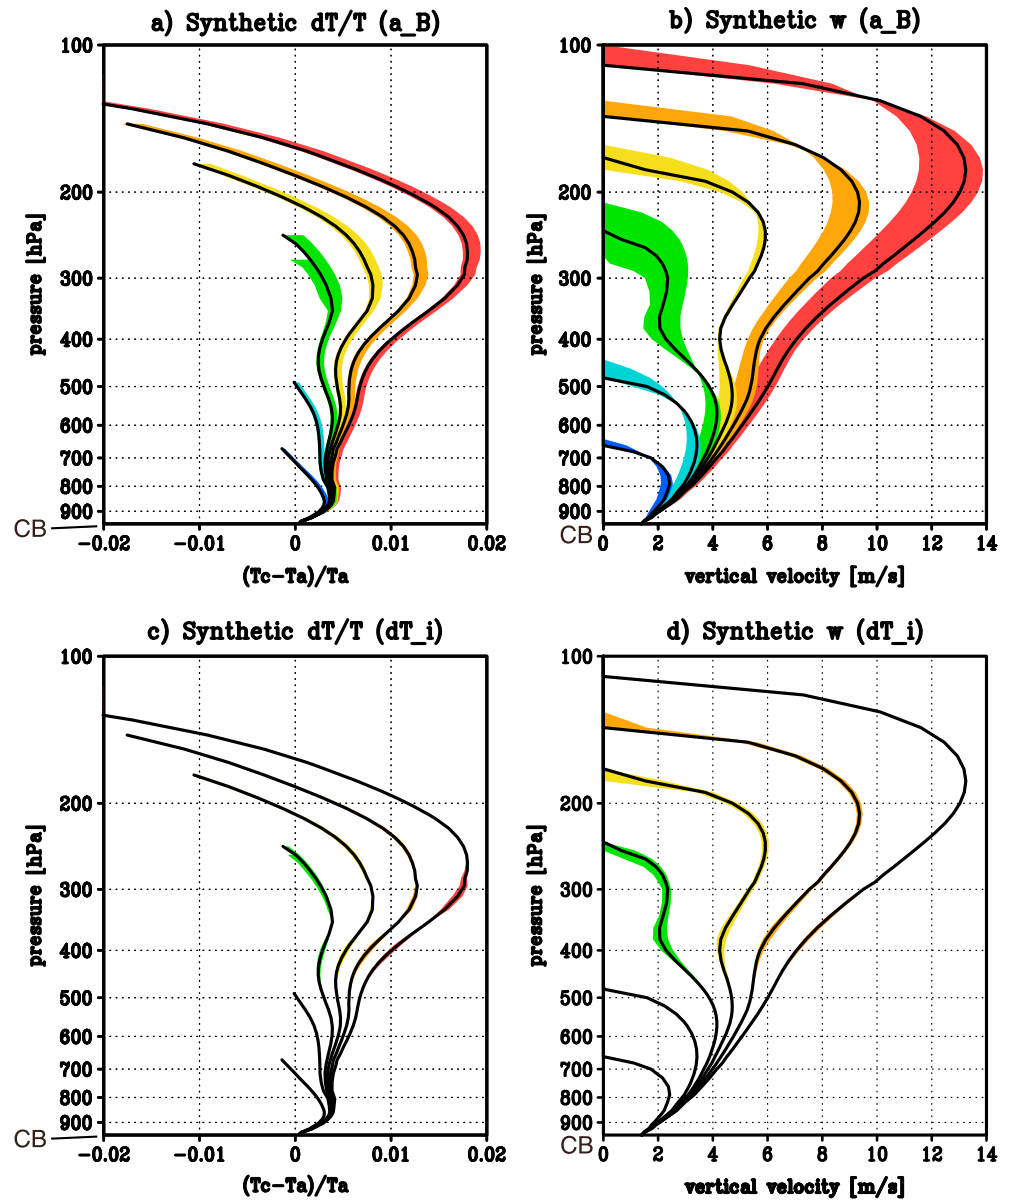 a) Synthetic dT/T (a_B)
100
200
300
400
500
600
700
800
900
CB
pressure [hPa]
-0.02 -0.01 0 0.01 0.02
(Tc-Ta)/Ta
b) Synthetic w (a_B)
100
200
300
400
500
600
700
800
900
CB
pressure [hPa]
0 2 4 6 8 10 12 14
vertical velocity [m/s]
c) Synthetic dT/T (dT_i)
100
200
300
400
500
600
700
800
900
CB
pressure [hPa]
-0.02 -0.01 0 0.01 0.02
(Tc-Ta)/Ta
d) Synthetic w (dT_i)
100
200
300
400
500
600
700
800
900
CB
pressure [hPa]
0 2 4 6 8 10 12 14
vertical velocity [m/s]